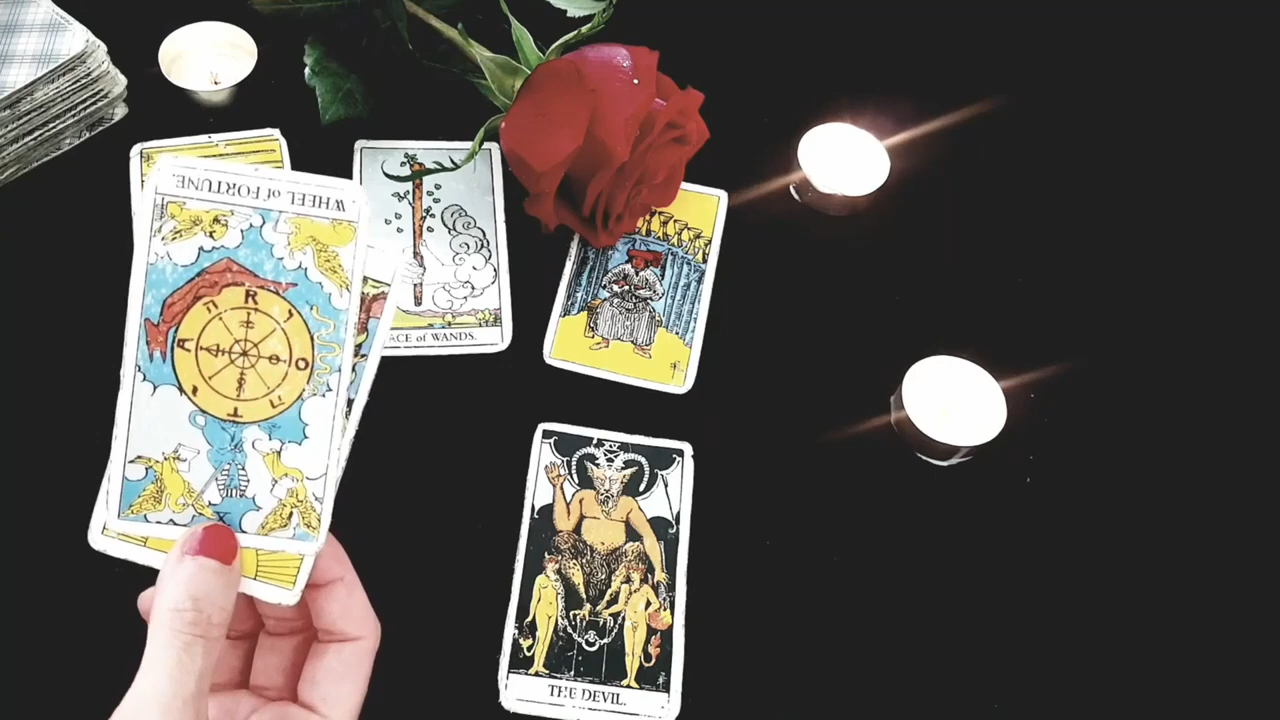 WHEEL of FORTUNE.
ACE of WANDS.
THE DEVIL.